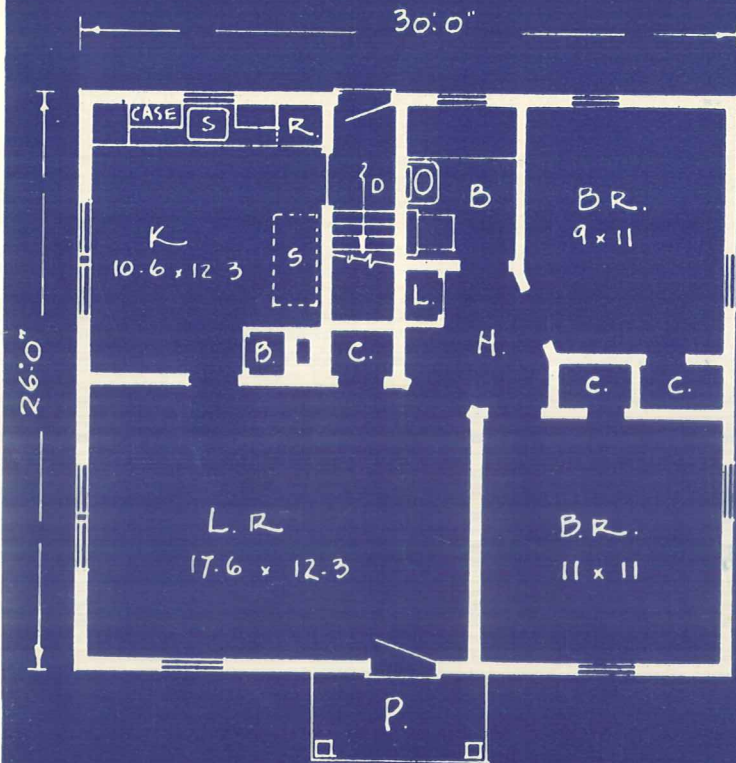 30'.0"
CASE
S
R.
D
B
B.R.
9 x 11
K
10-6 x 12 3
S
L.
26'.0"
B.
C.
H.
C.
C.
L. R
17-6 x 12-3
B.R.
11 x 11
P.